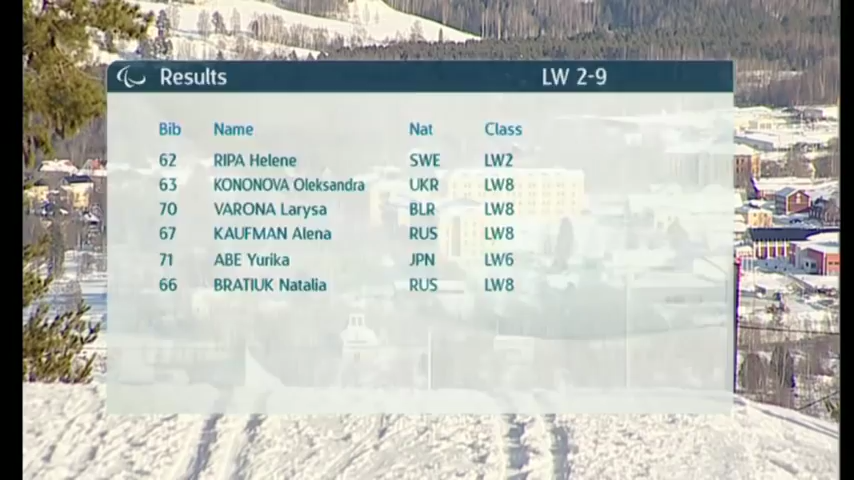 Results LW 2-9
Bib Name Nat Class
62 RIPA Helene SWE LW2
63 KONONOVA Oleksandra UKR LW8
70 VARONA Larysa BLR LW8
67 KAUFMAN Alena RUS LW8
71 ABE Yurika JPN LW6
66 BRATIUK Natalia RUS LW8